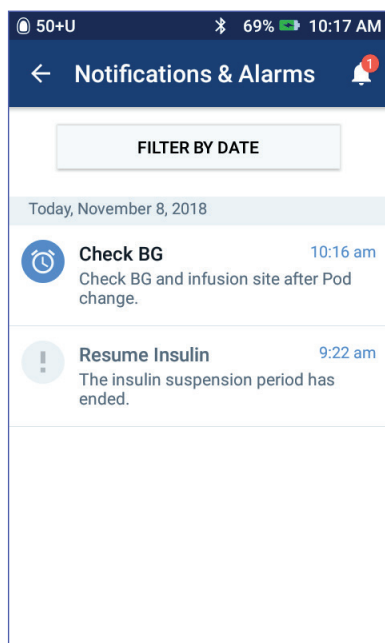 50+U 69% 10:17 AM
Notifications & Alarms 1
FILTER BY DATE
Today, November 8, 2018
Check BG 10:16 am
Check BG and infusion site after Pod
change.
! Resume Insulin 9:22 am
The insulin suspension period has
ended.